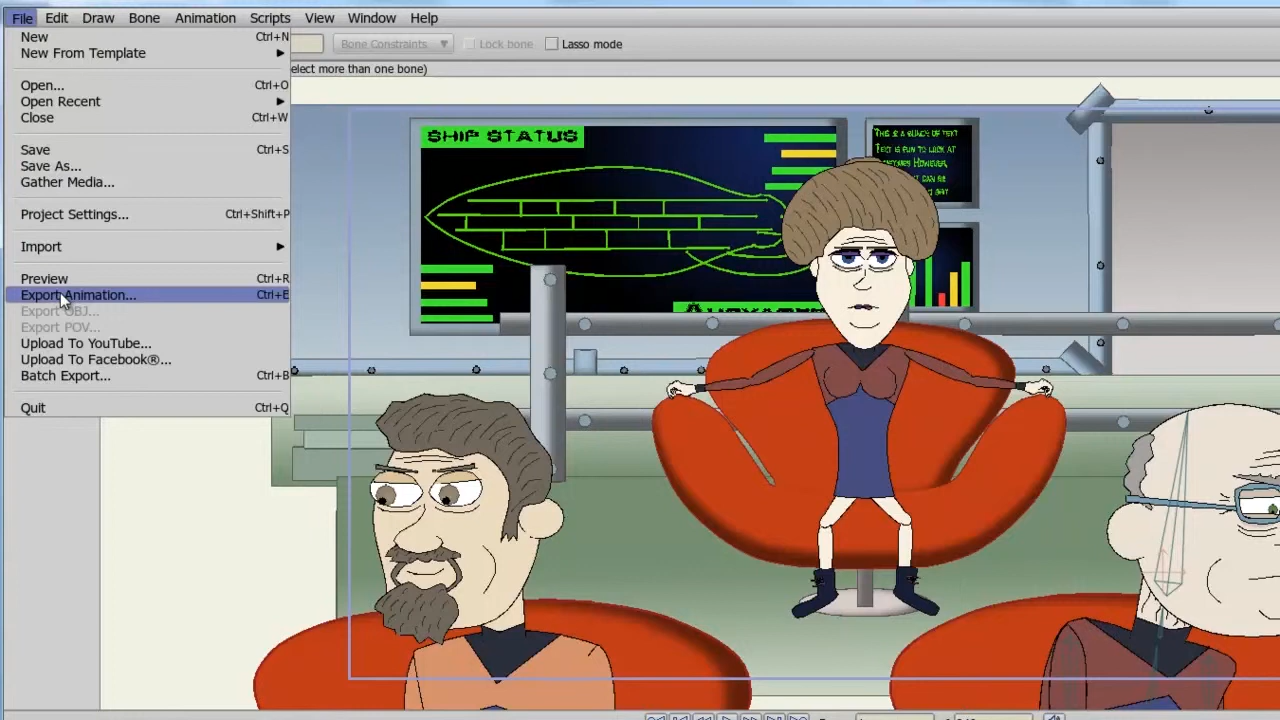 File Edit Draw Bone Animation Scripts View Window Help
New Ctrl+N
New From Template
Bone Constraints Lock bone Lasso mode
elect more than one bone)
Open... Ctrl+O
Open Recent
Close Ctrl+W
Save Ctrl+S
Save As...
Gather Media...
Project Settings... Ctrl+Shift+P
Import
Preview Ctrl+R
Export Animation... Ctrl+E
Export OBJ...
Export POV...
Upload To YouTube...
Upload To Facebook®...
Batch Export... Ctrl+B
Quit Ctrl+Q
SHIP STATUS
THIS IS A BUNCH OF TEXT
TEXT IS FUN TO LOOK AT
HOWEVER,
CAN BE